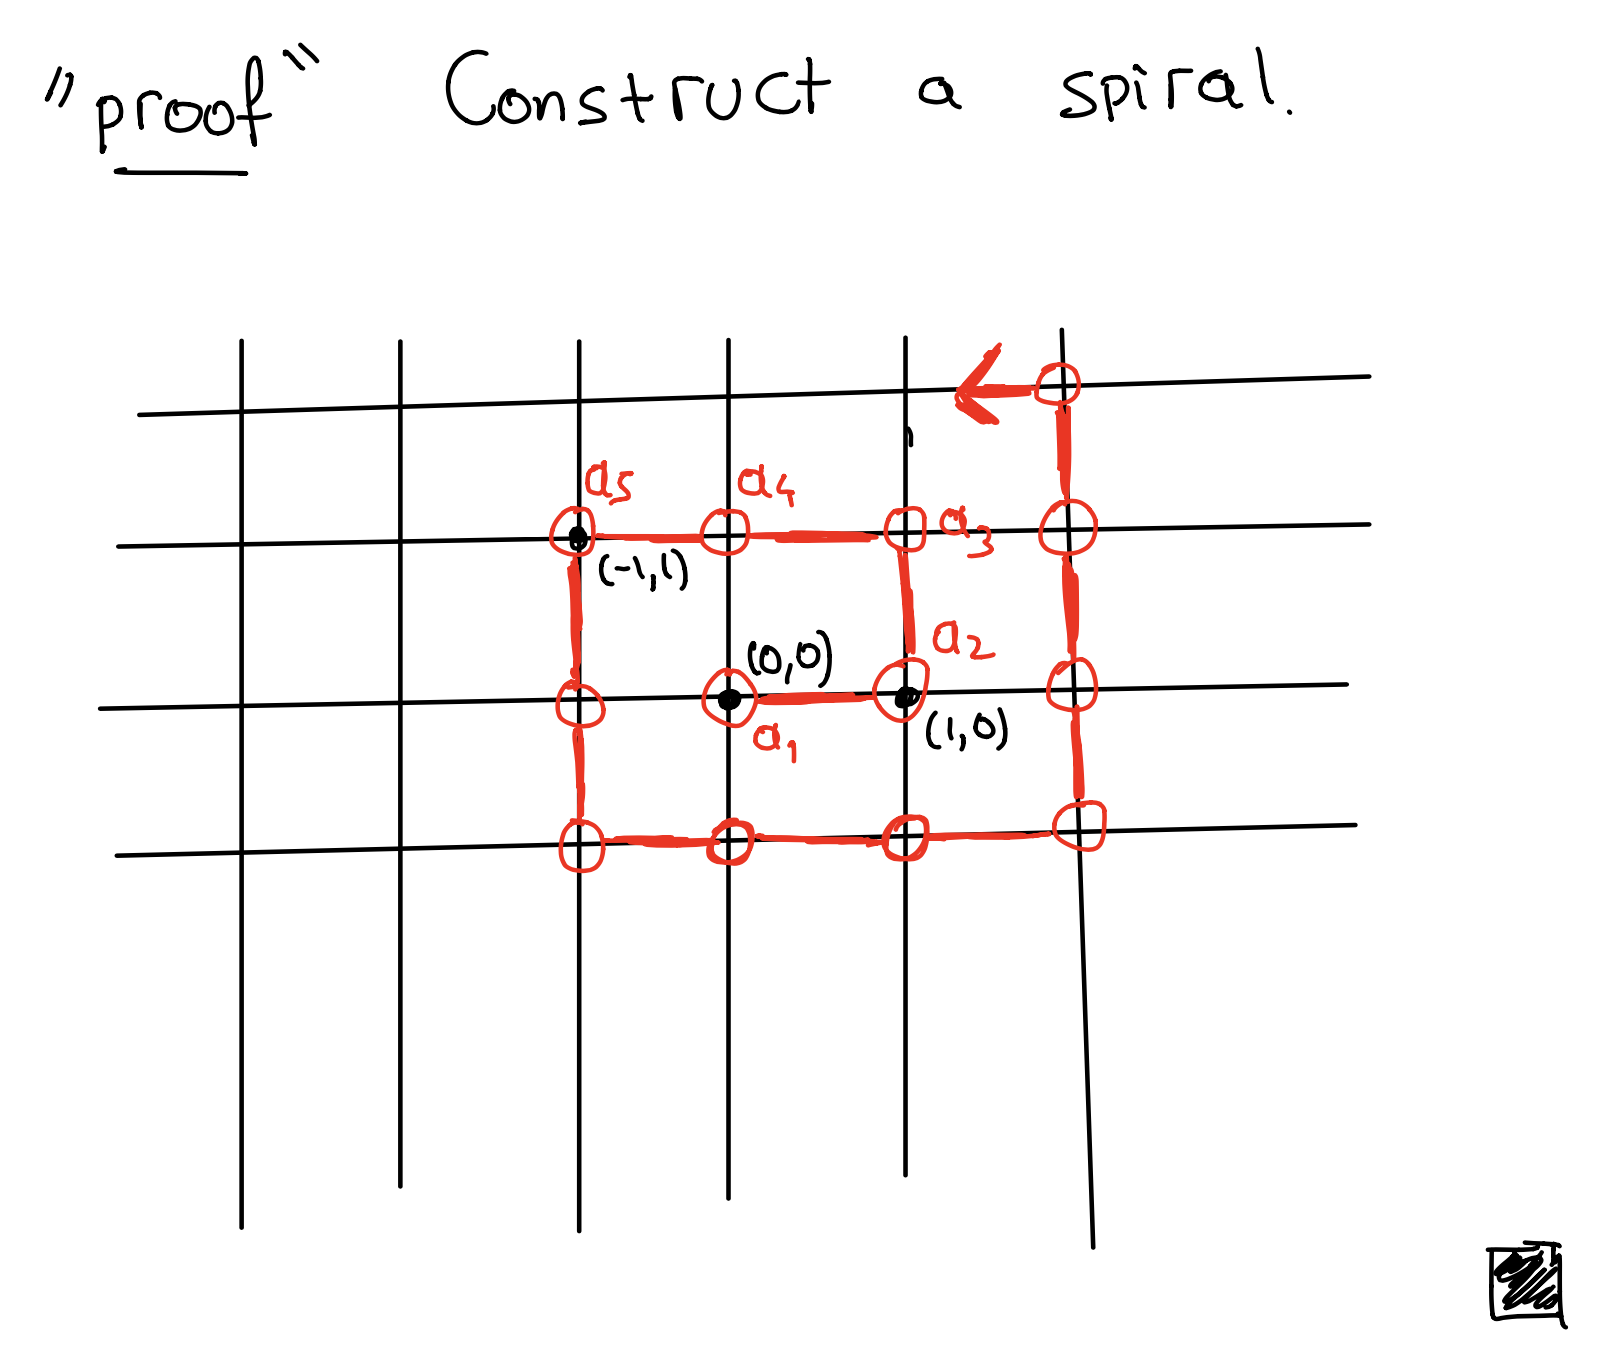 "proof" Construct a spiral.
a₅ a₄
a₃
(-1,1)
(0,0) a₂
a₁ (1,0)